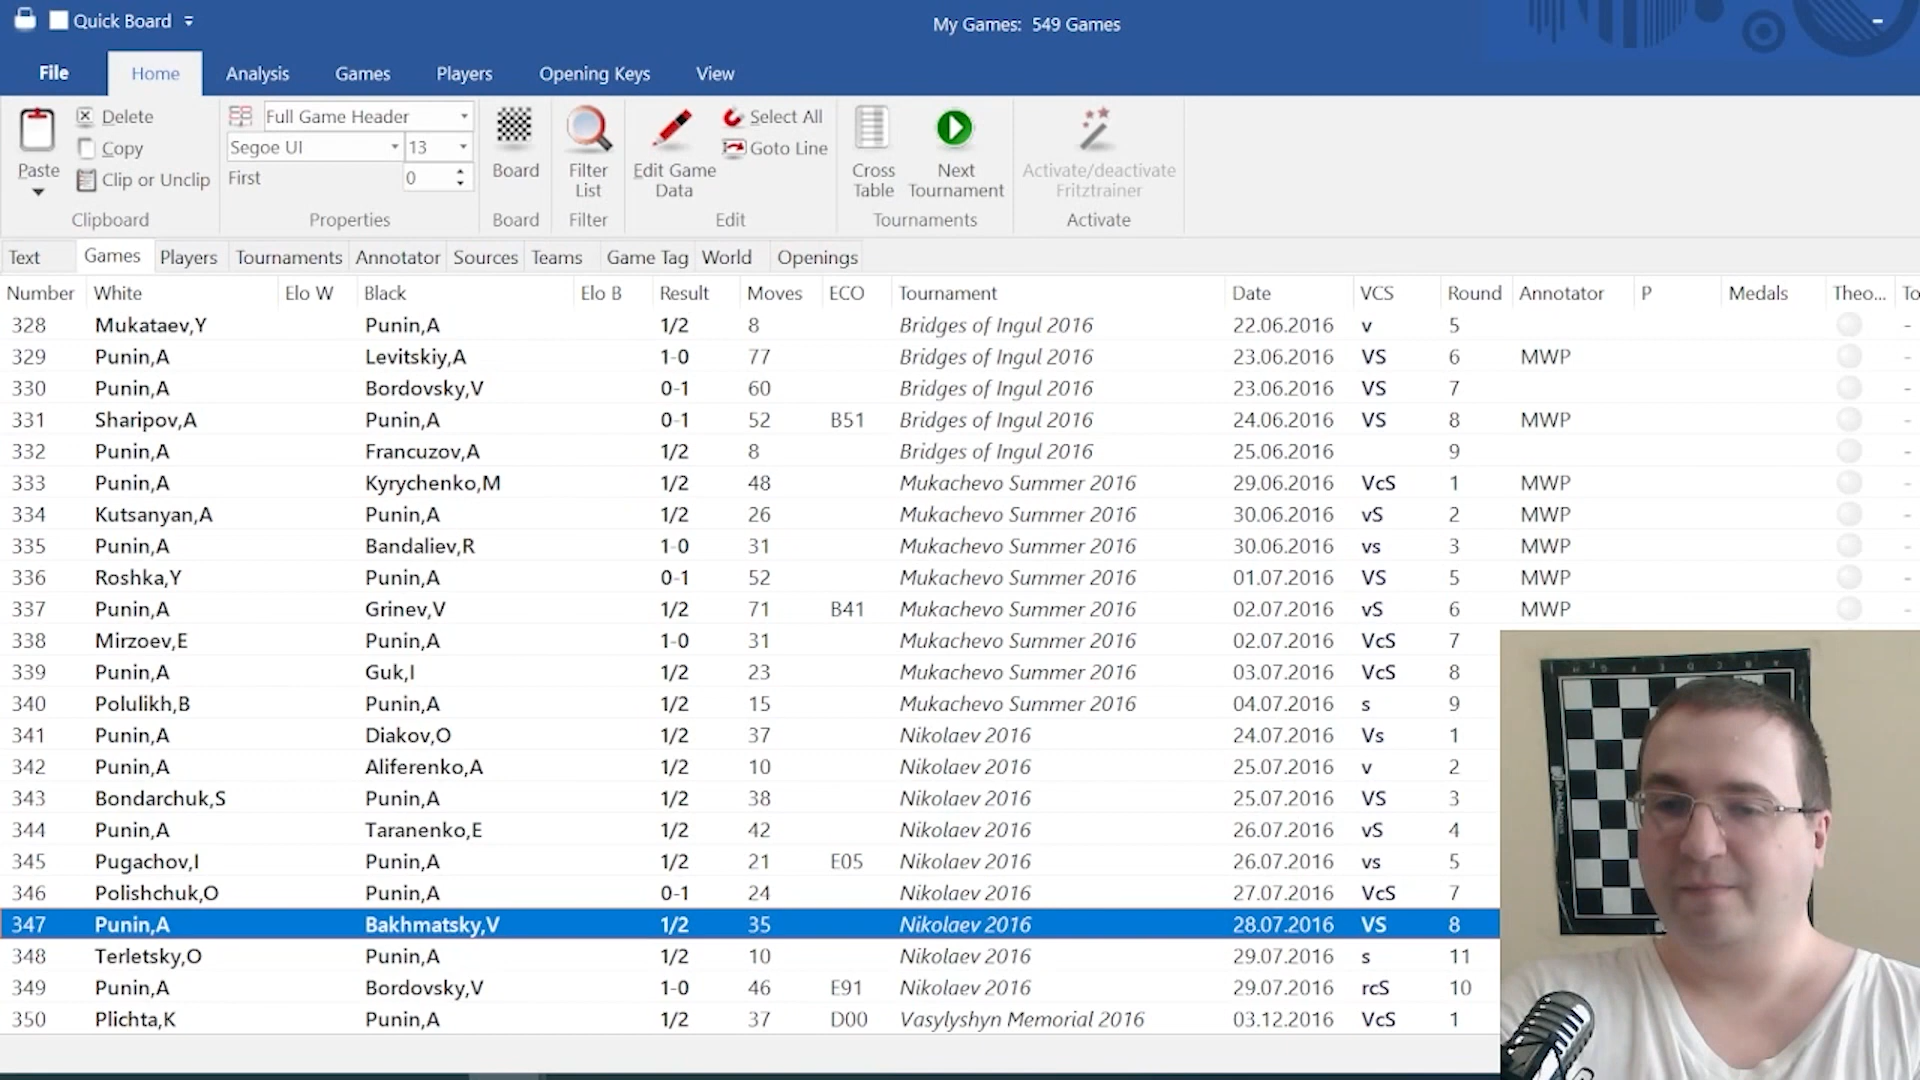 Quick Board
My Games: 549 Games
File Home Analysis Games Players Opening Keys View
Paste Delete Copy Clip or Unclip Clipboard
Full Game Header
Segoe UI 13
First 0
Properties
Board
Board
Filter List
Filter
Edit Game Data Select All Goto Line
Edit
Cross Table Next Tournament
Tournaments
Activate/deactivate Fritztrainer
Activate
Text Games Players Tournaments Annotator Sources Teams Game Tag World Openings
Number White Elo W Black Elo B Result Moves ECO Tournament Date VCS Round Annotator P Medals Theo... To
328 Mukataev,Y Punin,A 1/2 8 Bridges of Ingul 2016 22.06.2016 v 5 -
329 Punin,A Levitskiy,A 1-0 77 Bridges of Ingul 2016 23.06.2016 VS 6 MWP -
330 Punin,A Bordovsky,V 0-1 60 Bridges of Ingul 2016 23.06.2016 VS 7 -
331 Sharipov,A Punin,A 0-1 52 B51 Bridges of Ingul 2016 24.06.2016 VS 8 MWP -
332 Punin,A Francuzov,A 1/2 8 Bridges of Ingul 2016 25.06.2016 9 -
333 Punin,A Kyrychenko,M 1/2 48 Mukachevo Summer 2016 29.06.2016 VcS 1 MWP -
334 Kutsanyan,A Punin,A 1/2 26 Mukachevo Summer 2016 30.06.2016 vS 2 MWP -
335 Punin,A Bandaliev,R 1-0 31 Mukachevo Summer 2016 30.06.2016 vs 3 MWP -
336 Roshka,Y Punin,A 0-1 52 Mukachevo Summer 2016 01.07.2016 VS 5 MWP -
337 Punin,A Grinev,V 1/2 71 B41 Mukachevo Summer 2016 02.07.2016 vS 6 MWP -
338 Mirzoev,E Punin,A 1-0 31 Mukachevo Summer 2016 02.07.2016 VcS 7
339 Punin,A Guk,I 1/2 23 Mukachevo Summer 2016 03.07.2016 VcS 8
340 Polulikh,B Punin,A 1/2 15 Mukachevo Summer 2016 04.07.2016 s 9
341 Punin,A Diakov,O 1/2 37 Nikolaev 2016 24.07.2016 Vs 1
342 Punin,A Aliferenko,A 1/2 10 Nikolaev 2016 25.07.2016 v 2
343 Bondarchuk,S Punin,A 1/2 38 Nikolaev 2016 25.07.2016 VS 3
344 Punin,A Taranenko,E 1/2 42 Nikolaev 2016 26.07.2016 vS 4
345 Pugachov,I Punin,A 1/2 21 E05 Nikolaev 2016 26.07.2016 vs 5
346 Polishchuk,O Punin,A 0-1 24 Nikolaev 2016 27.07.2016 VcS 7
347 Punin,A Bakhmatsky,V 1/2 35 Nikolaev 2016 28.07.2016 VS 8
348 Terletsky,O Punin,A 1/2 10 Nikolaev 2016 29.07.2016 s 11
349 Punin,A Bordovsky,V 1-0 46 E91 Nikolaev 2016 29.07.2016 rcS 10
350 Plichta,K Punin,A 1/2 37 D00 Vasylyshyn Memorial 2016 03.12.2016 VcS 1